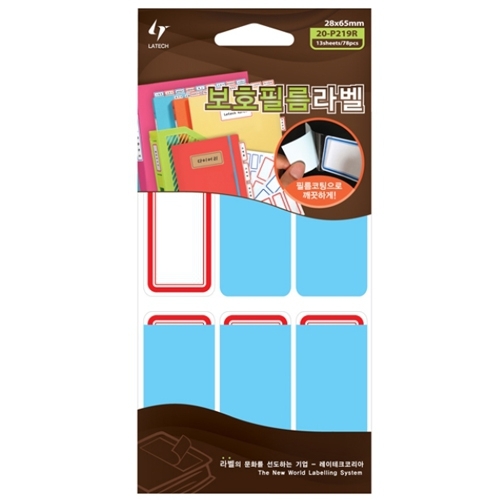 LATECH
28x65mm
20-P219R
13sheets/78pcs
보호필름라벨
필름코팅으로
깨끗하게!
라벨의 문화를 선도하는 기업 - 레이테크코리아
The New World Labelling System